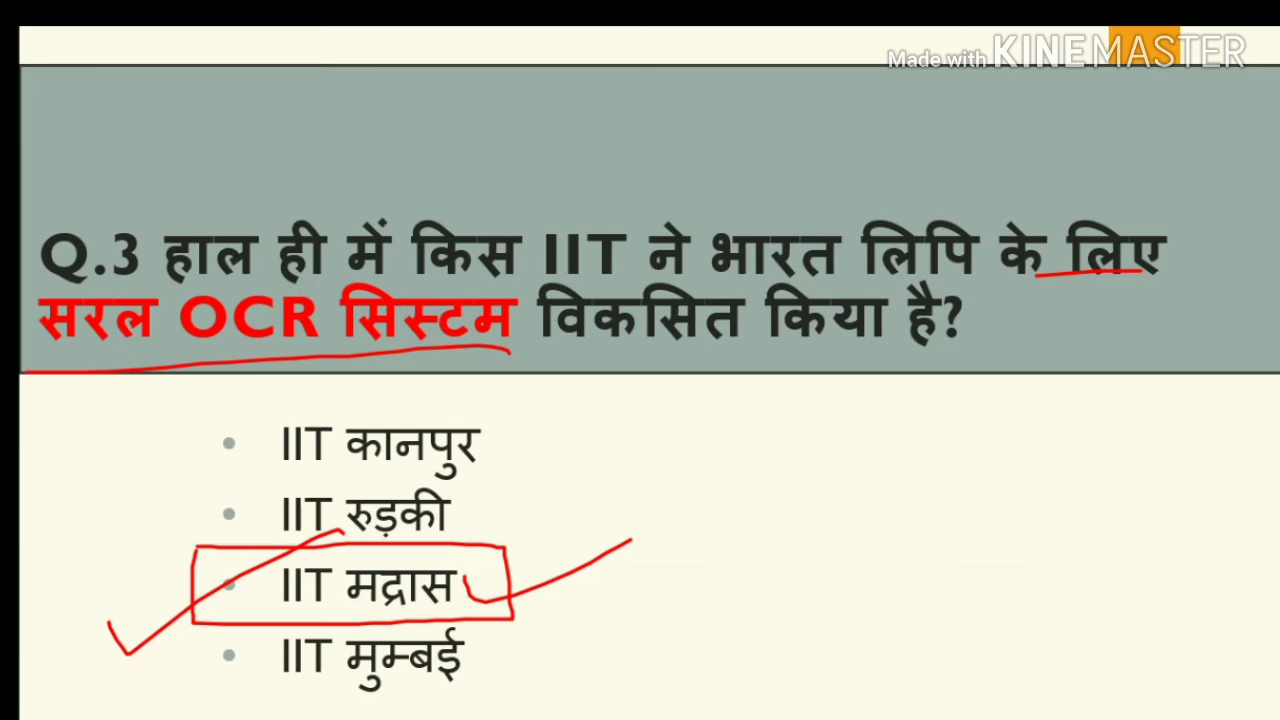 Made with KINEMASTER
Q.3 हाल ही में किस IIT ने भारत लिपि के लिए
सरल OCR सिस्टम विकसित किया है?
• IIT कानपुर
• IIT रुड़की
• IIT मद्रास
• IIT मुम्बई